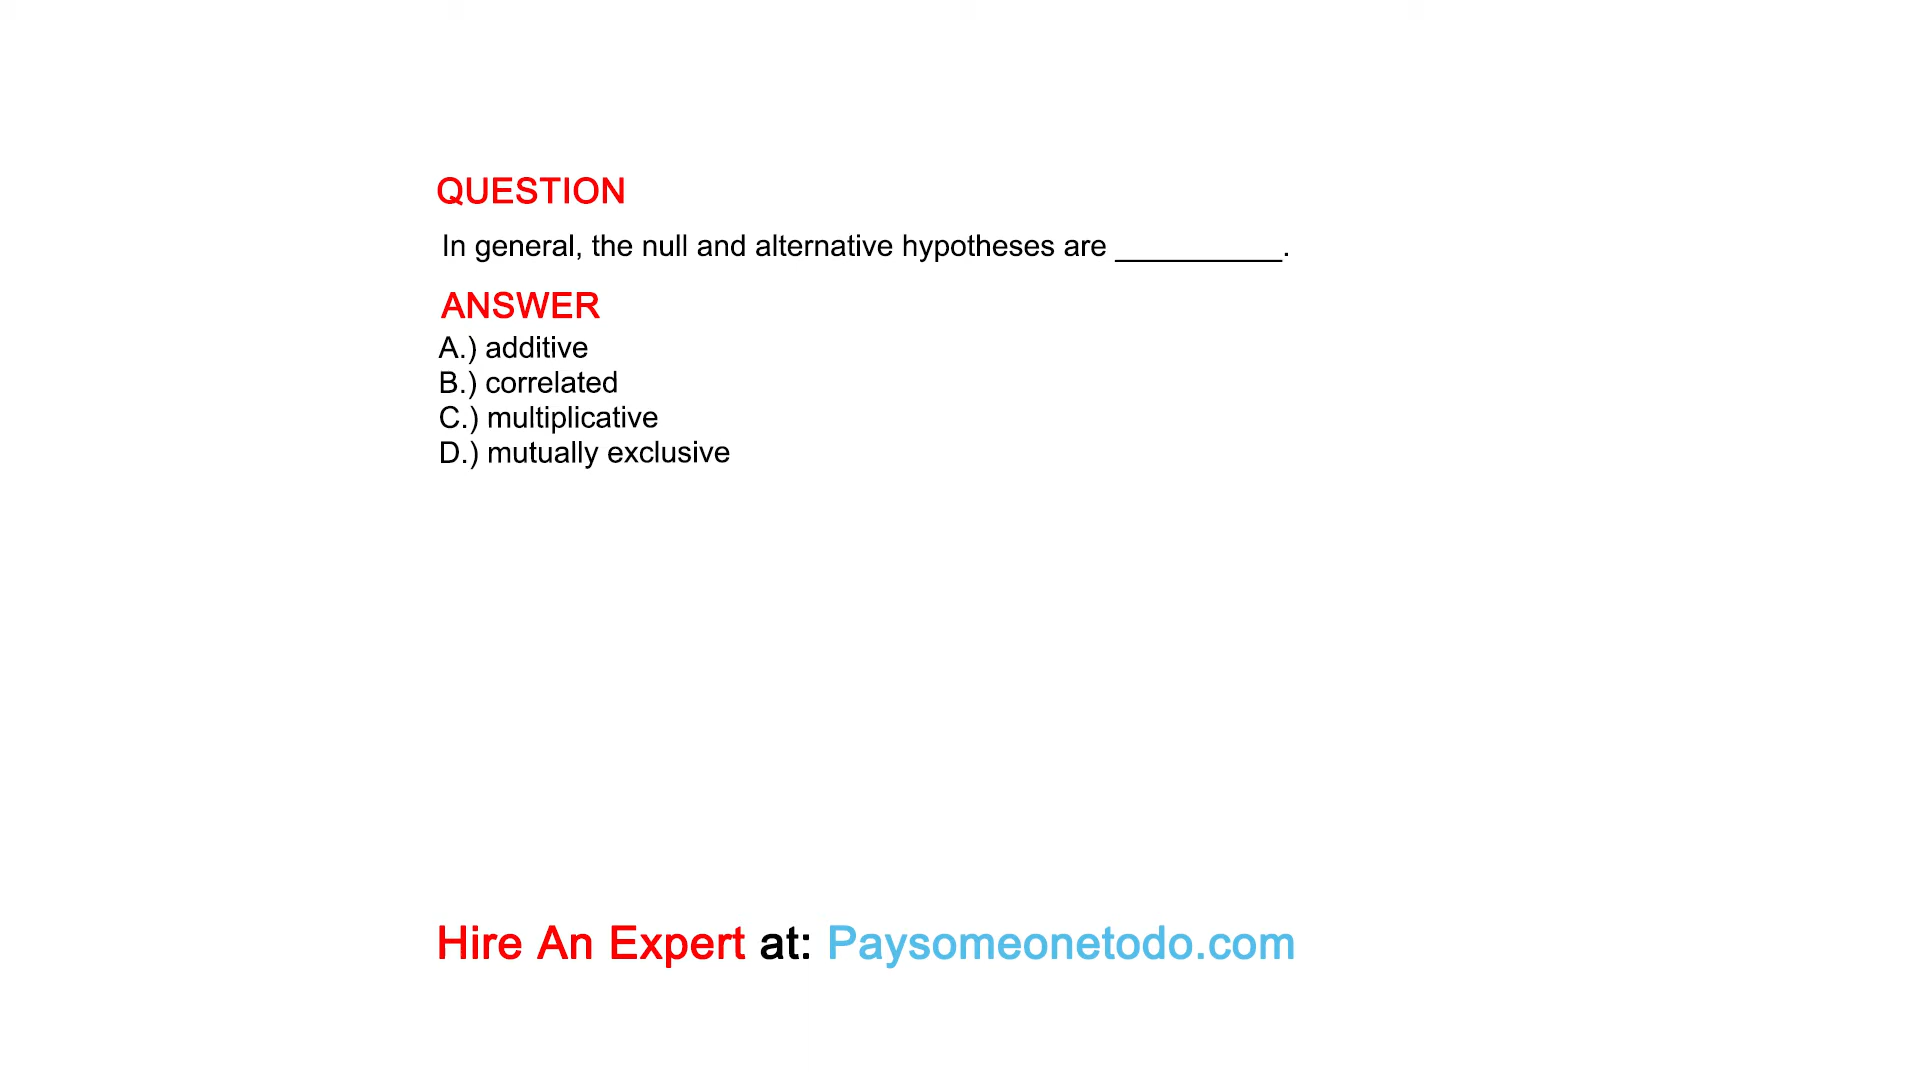 QUESTION
In general, the null and alternative hypotheses are __________.
ANSWER
A.) additive
B.) correlated
C.) multiplicative
D.) mutually exclusive
Hire An Expert at: Paysomeonetodo.com